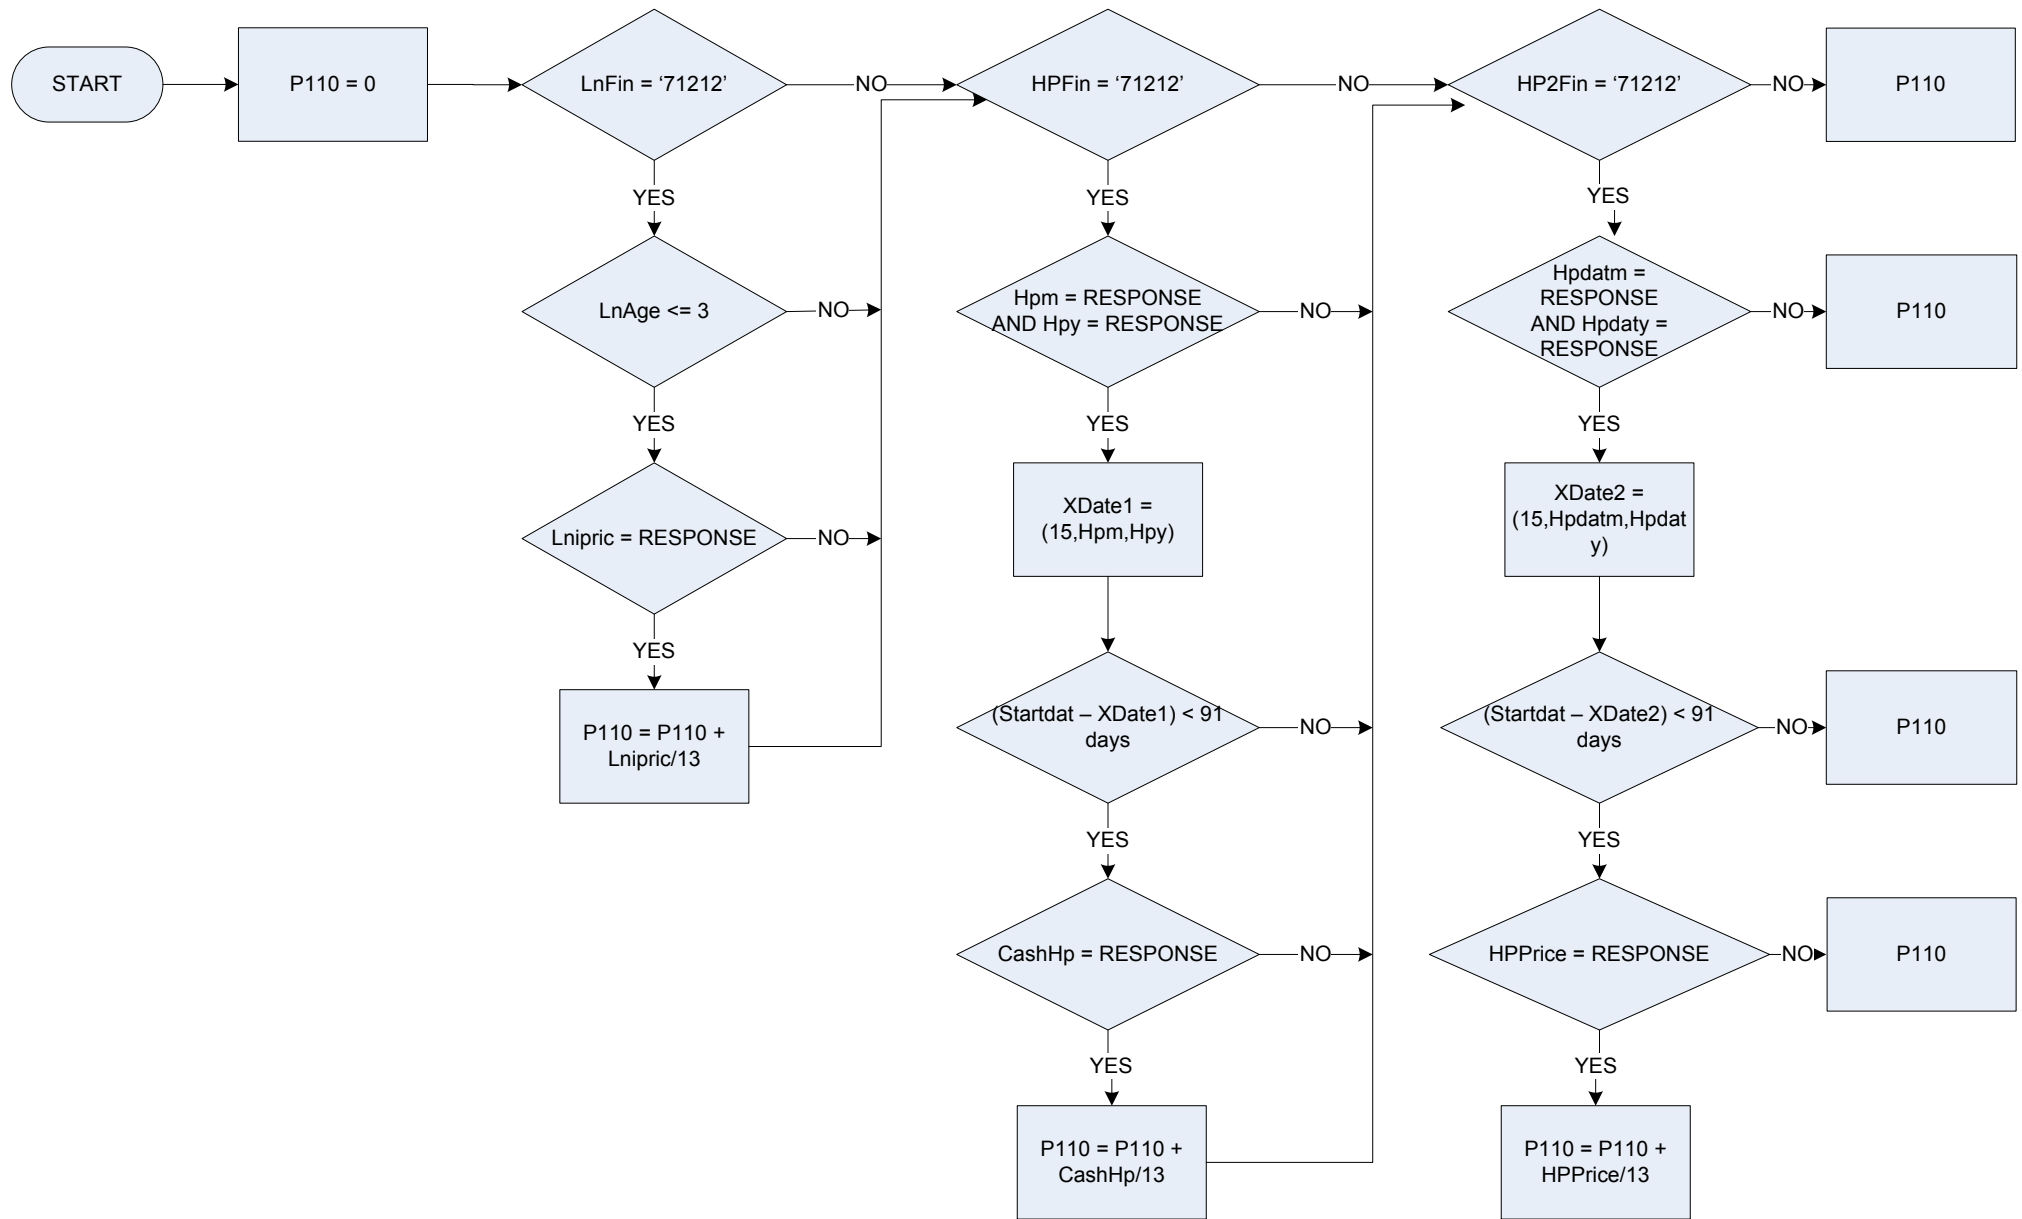 START
P110 = 0
LnFin = ‘71212’
NO
HPFin = ‘71212’
NO
HP2Fin = ‘71212’
NO
P110
YES
YES
YES
LnAge <= 3
NO
Hpm = RESPONSE
AND Hpy = RESPONSE
NO
Hpdatm =
RESPONSE
AND Hpdaty =
RESPONSE
NO
P110
YES
YES
YES
Lnipric = RESPONSE
NO
XDate1 =
(15,Hpm,Hpy)
XDate2 =
(15,Hpdatm,Hpdat
y)
YES
P110 = P110 +
Lnipric/13
(Startdat – XDate1) < 91
days
NO
(Startdat – XDate2) < 91
days
NO
P110
YES
YES
CashHp = RESPONSE
NO
HPPrice = RESPONSE
NO
P110
YES
YES
P110 = P110 +
CashHp/13
P110 = P110 +
HPPrice/13